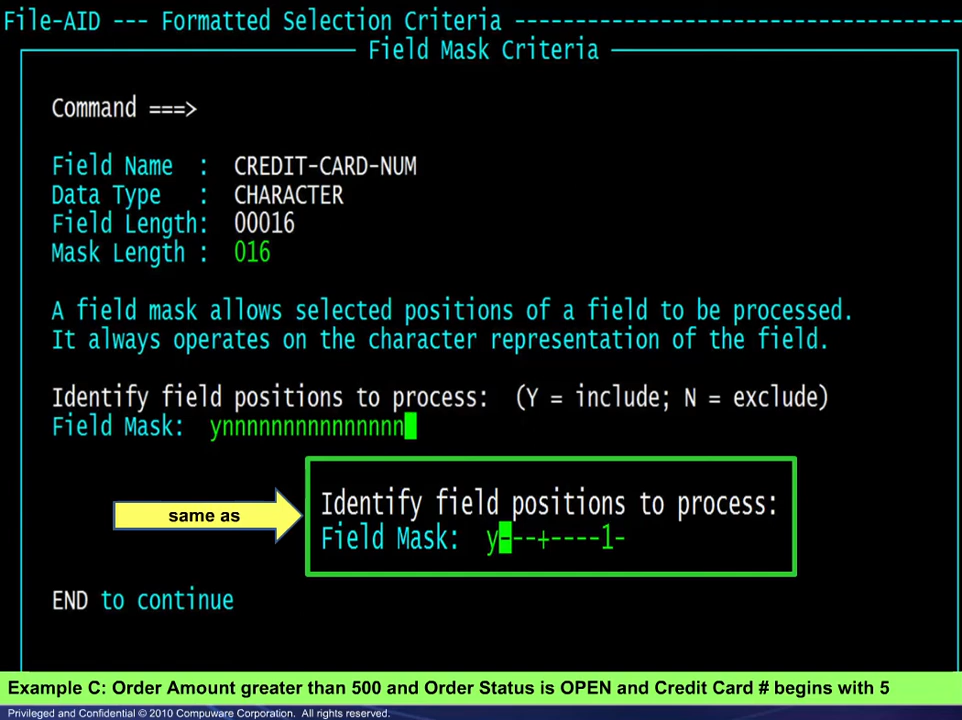 File-AID --- Formatted Selection Criteria -------------------------------------
Field Mask Criteria
Command ===>
Field Name : CREDIT-CARD-NUM
Data Type : CHARACTER
Field Length: 00016
Mask Length : 016
A field mask allows selected positions of a field to be processed.
It always operates on the character representation of the field.
Identify field positions to process: (Y = include; N = exclude)
Field Mask: ynnnnnnnnnnnnnnn
same as
Identify field positions to process:
Field Mask: y---+----1-
END to continue
Example C: Order Amount greater than 500 and Order Status is OPEN and Credit Card # begins with 5
Privileged and Confidential © 2010 Compuware Corporation. All rights reserved.